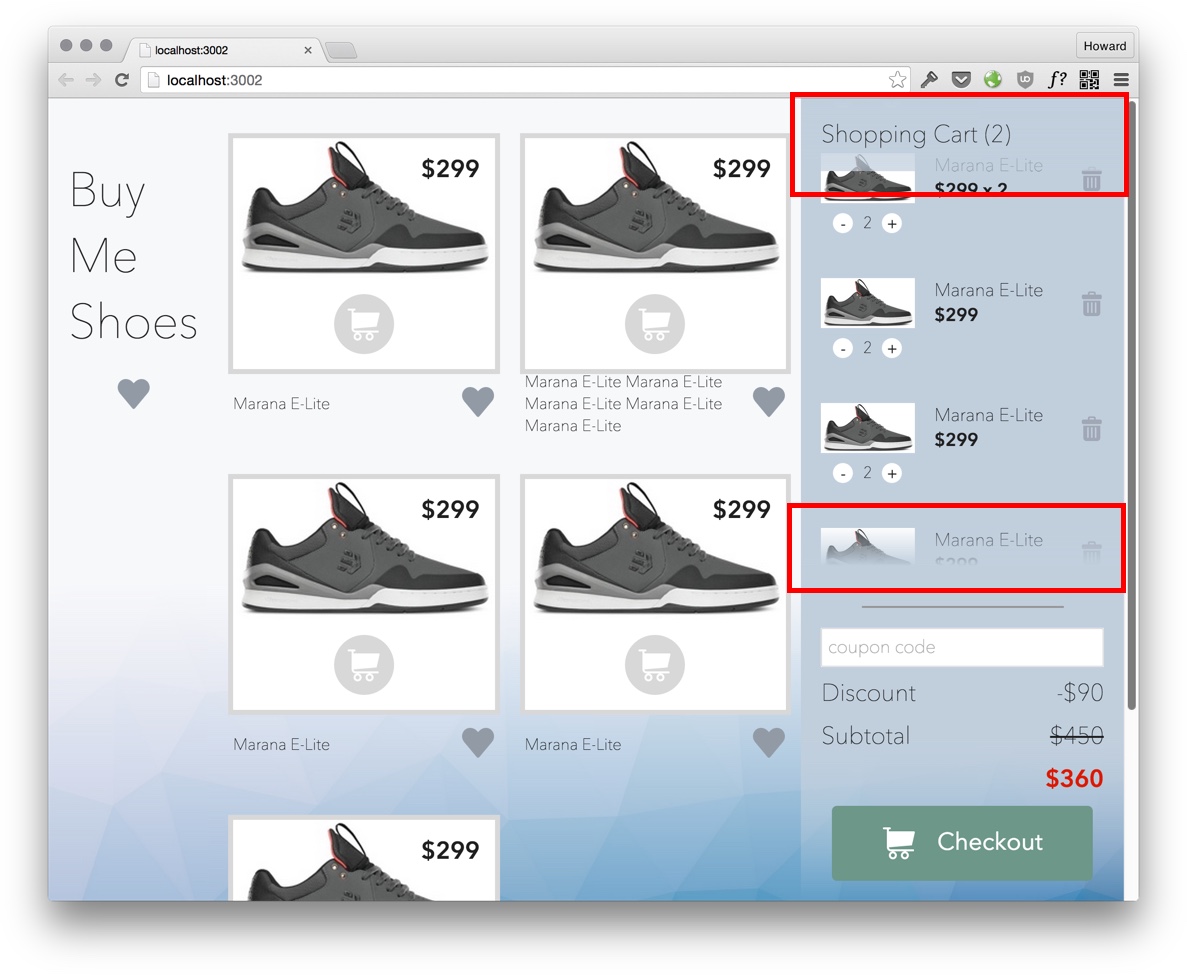 localhost:3002
Howard
localhost:3002
f?
Buy
Me
Shoes
$299
Marana E-Lite
$299
Marana E-Lite Marana E-Lite
Marana E-Lite Marana E-Lite
Marana E-Lite
$299
Marana E-Lite
$299
Marana E-Lite
$299
Shopping Cart (2)
Marana E-Lite
$299 x 2
- 2 +
Marana E-Lite
$299
- 2 +
Marana E-Lite
$299
- 2 +
Marana E-Lite
$299
coupon code
Discount -$90
Subtotal $450
$360
Checkout